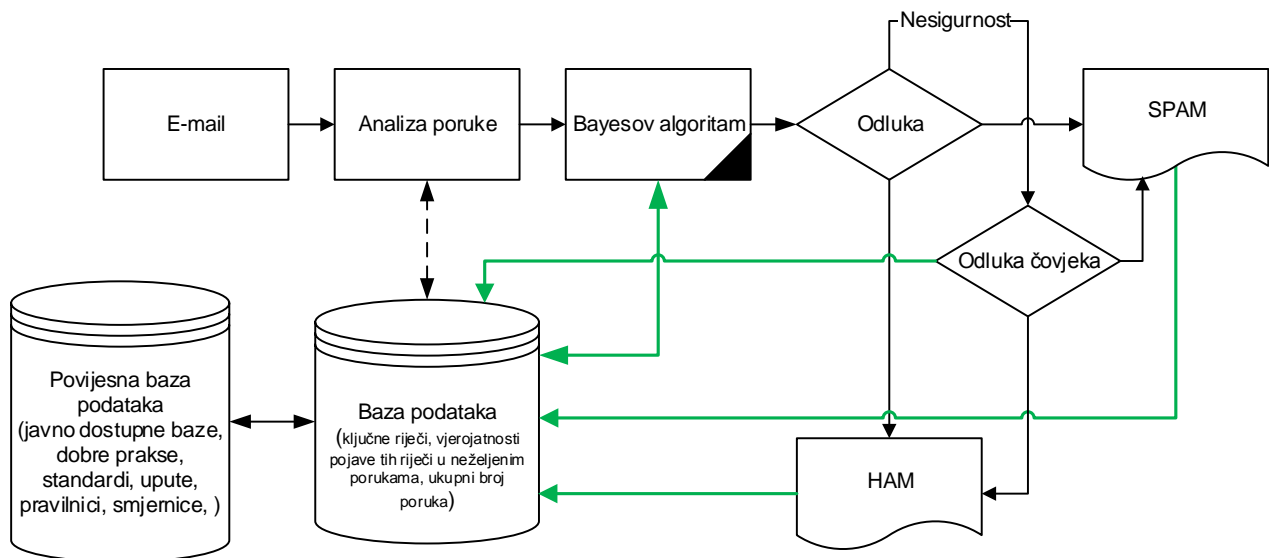 Nesigurnost
E-mail
Analiza poruke
Bayesov algoritam
Odluka
SPAM
Odluka čovjeka
Povijesna baza
podataka
(javno dostupne baze,
dobre prakse,
standardi, upute,
pravilnici, smjernice, )
Baza podataka
(ključne riječi, vjerojatnosti
pojave tih riječi u neželjenim
porukama, ukupni broj
poruka)
HAM